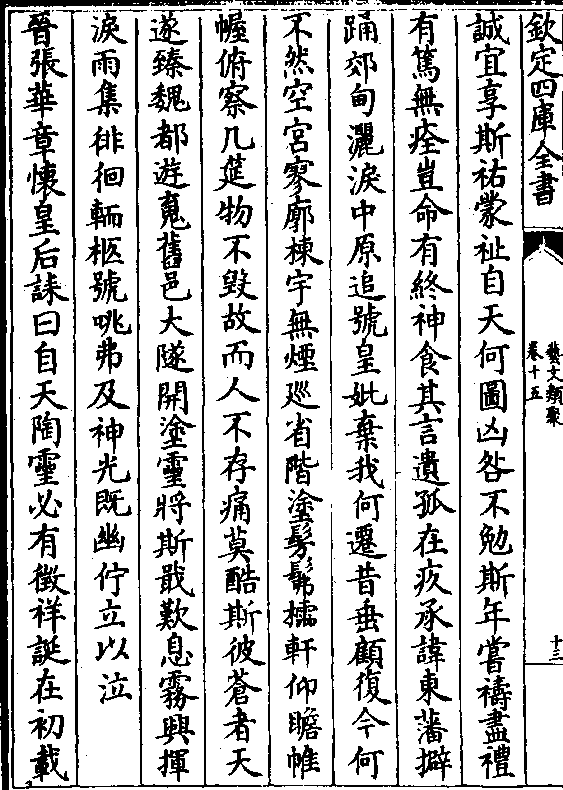 欽定四庫全書
藝文類聚
卷十五
十三
誠宜享斯祐蒙祉自天何圖凶咎不勉斯年嘗禱盡禮
有篤無痊豈命有終神食其言遺孤在疚承諱東藩擗
踊郊甸灑淚中原追號皇妣棄我何遷昔垂顧復今何
不然空宮寥廓棟宇無煙巡省階塗髣髴櫺軒仰瞻帷
幄俯察几筵物不毀故而人不存痛莫酷斯彼蒼者天
遂臻魏都遊䰟舊邑大隧開塗靈將斯戢歎息霧興揮
淚雨集徘徊輀柩號咷弗及神光既幽佇立以泣
晉張華章懷皇后誄曰自天陶靈必有徵祥誕在初載